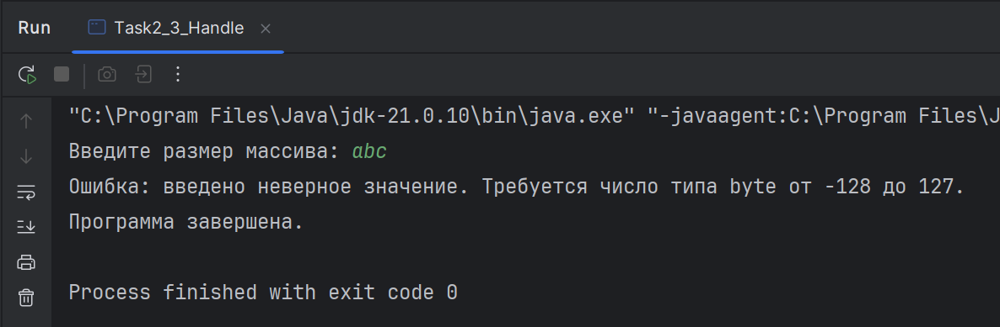 Run Task2_3_Handle
"C:\Program Files\Java\jdk-21.0.10\bin\java.exe" "-javaagent:C:\Program Files\J
Введите размер массива: abc
Ошибка: введено неверное значение. Требуется число типа byte от -128 до 127.
Программа завершена.
Process finished with exit code 0